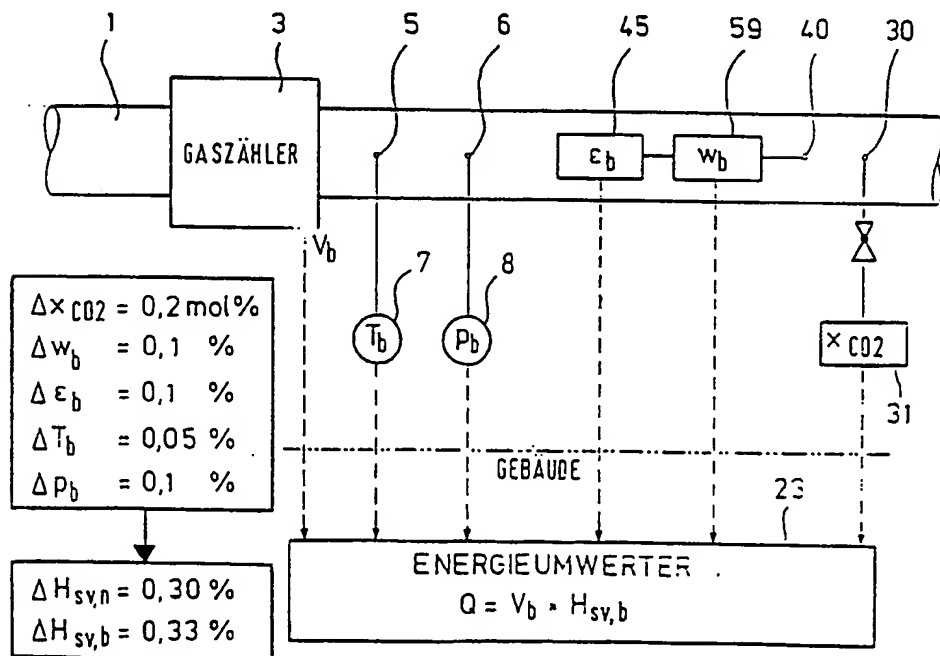 1 3 5 6 45 59 40 30
GASZÄHLER
ε_b
w_b
V_b
7
8
T_b
p_b
x_CO2
31
Δx_CO2 = 0,2 mol%
Δw_b = 0,1 %
Δε_b = 0,1 %
ΔT_b = 0,05 %
Δp_b = 0,1 %
GEBÄUDE
23
ENERGIEUMWERTER
Q = V_b * H_sv,b
ΔH_sv,n = 0,30 %
ΔH_sv,b = 0,33 %